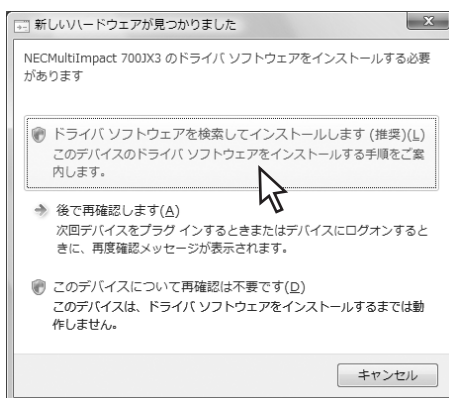 新しいハードウェアが見つかりました
NECMultiImpact 700JX3 のドライバ ソフトウェアをインストールする必要
があります
ドライバ ソフトウェアを検索してインストールします (推奨)(L)
このデバイスのドライバ ソフトウェアをインストールする手順をご案
内します。
後で再確認します(A)
次回デバイスをプラグ インするときまたはデバイスにログオンすると
きに、再度確認メッセージが表示されます。
このデバイスについて再確認は不要です(D)
このデバイスは、ドライバ ソフトウェアをインストールするまでは動
作しません。
キャンセル